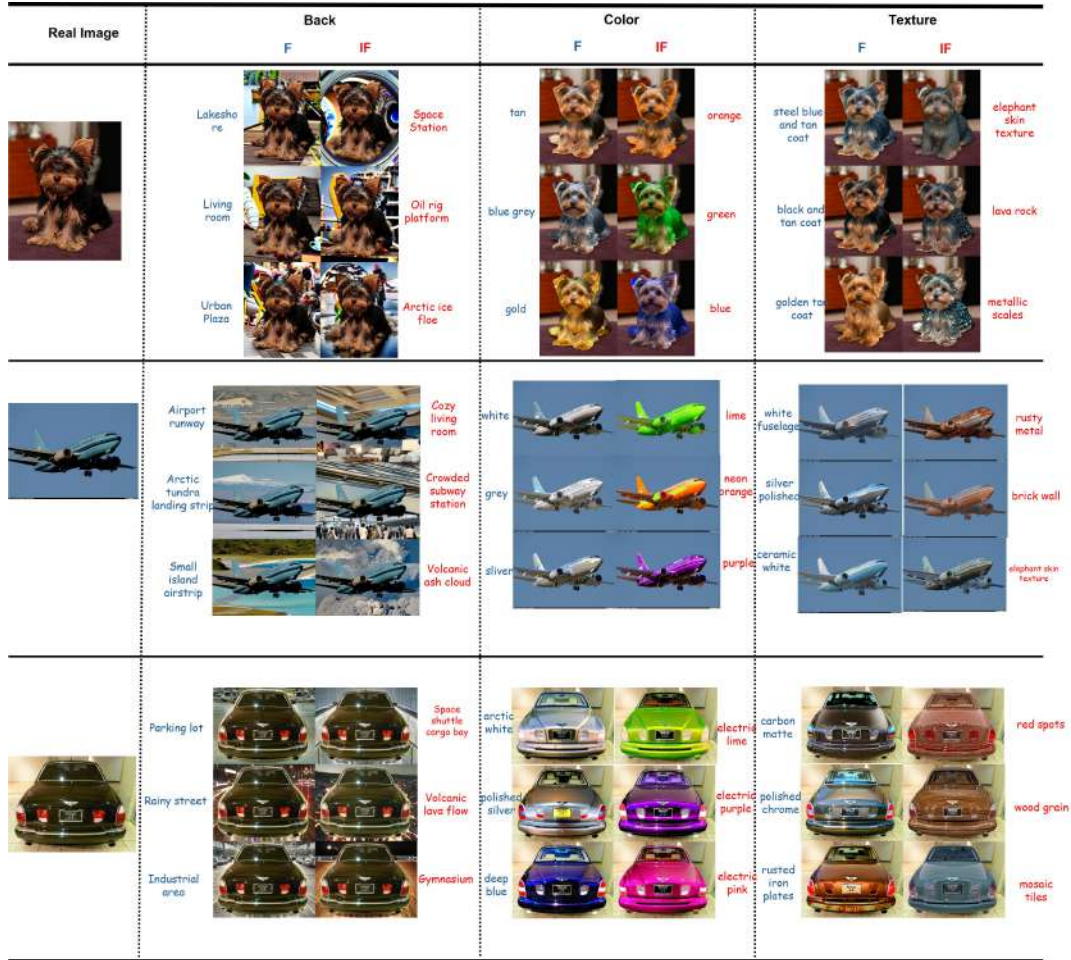 Real Image
Back
Color
Texture
F
IF
F
IF
F
IF
Lakesho
re
Space
Station
tan
orange
steel blue
and tan
coat
elephant
skin
texture
Living
room
Oil rig
platform
blue grey
green
black and
tan coat
lava rock
Urban
Plaza
Arctic ice
floe
gold
blue
golden tan
coat
metallic
scales
Airport
runway
Cozy
living
room
white
lime
white
fuselage
rusty
metal
Arctic
tundra
landing strip
Crowded
subway
station
grey
neon
orange
silver
polished
brick wall
Small
island
airstrip
Volcanic
ash cloud
sliver
purple
ceramic
white
elephant skin
texture
Parking lot
Space
shuttle
cargo bay
arctic
white
electric
lime
carbon
matte
red spots
Rainy street
Volcanic
lava flow
polished
silver
electric
purple
polished
chrome
wood grain
Industrial
area
Gymnasium
deep
blue
electric
pink
rusted
iron
plates
mosaic
tiles